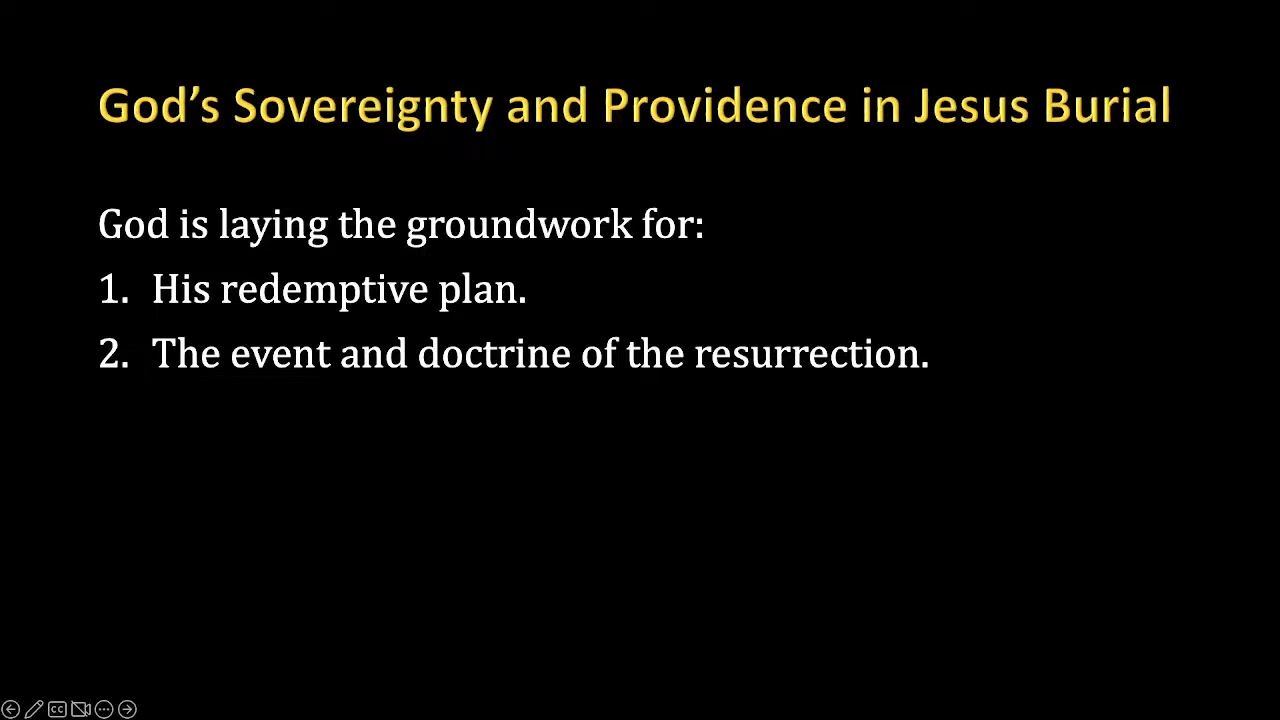 God’s Sovereignty and Providence in Jesus Burial
God is laying the groundwork for:
1. His redemptive plan.
2. The event and doctrine of the resurrection.
CC